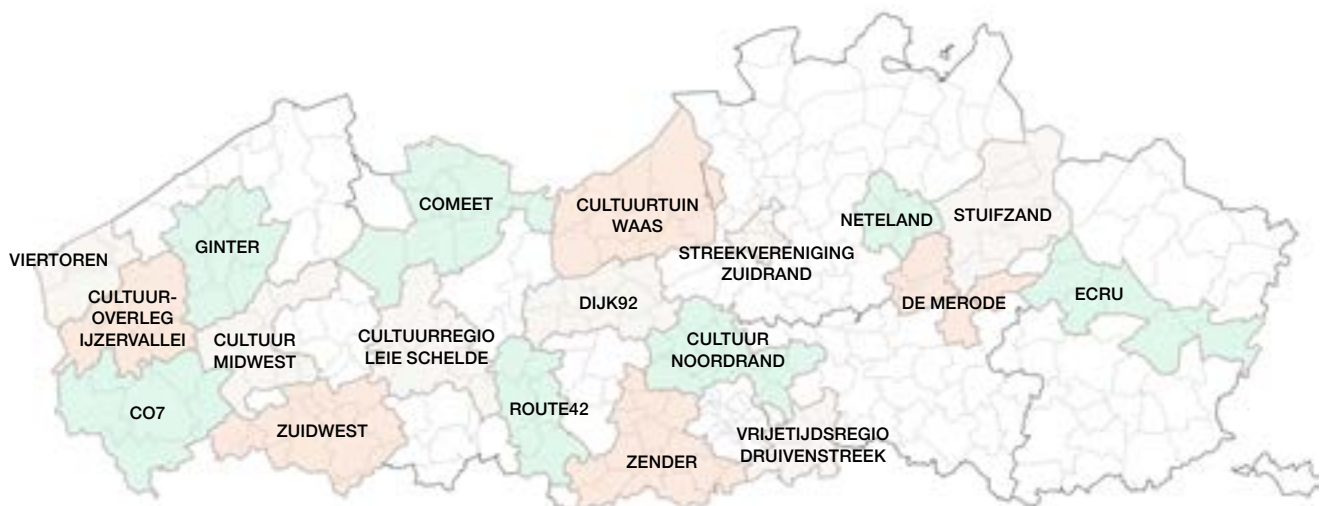 COMEET
CULTUURTUIN
WAAS
NETELAND
STUIFZAND
GINTER
VIERTOREN
STREEKVERENIGING
ZUIDRAND
CULTUUR-
OVERLEG
IJZERVALLEI
DIJK92
DE MERODE
ECRU
CULTUUR
MIDWEST
CULTUURREGIO
LEIE SCHELDE
CULTUUR
NOORDRAND
CO7
ROUTE42
ZUIDWEST
VRIJETIJDSREGIO
DRUIVENSTREEK
ZENDER